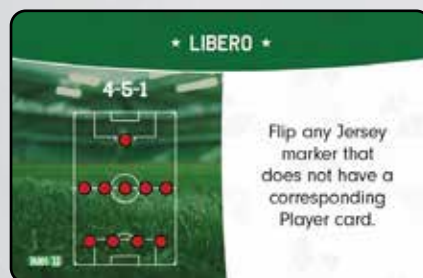 ★ LIBERO ★
4-5-1
Flip any Jersey
marker that
does not have a
corresponding
Player card.